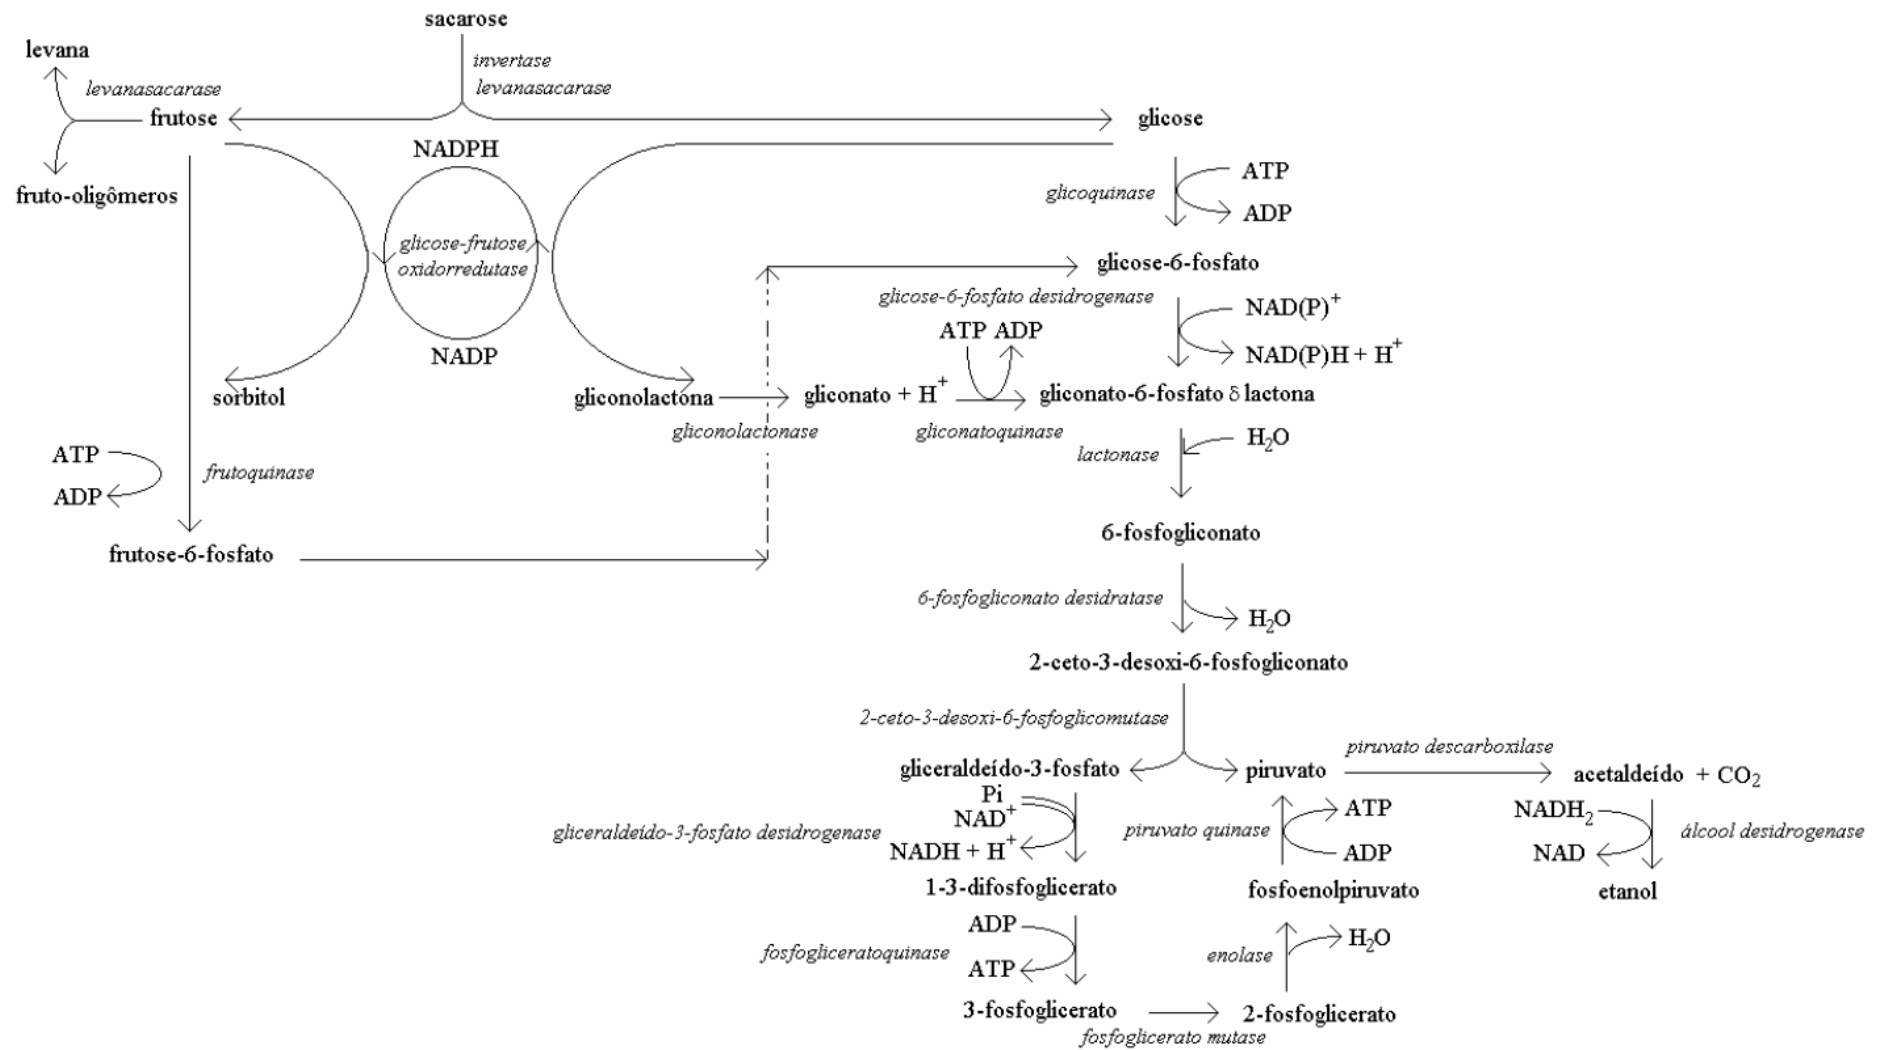 sacarose
levana
invertase
levanasacarase
levanasacarase
frutose
glicose
NADPH
ATP
glicoquinase
fruto-oligômeros
ADP
glicose-frutose
oxidorredutase
glicose-6-fosfato
glicose-6-fosfato desidrogenase
NAD(P)⁺
ATP ADP
NADP
NAD(P)H + H⁺
sorbitol
gliconolactona
gliconato + H⁺
gliconato-6-fosfato δ lactona
gliconolactonase
gliconatoquinase
H₂O
lactonase
ATP
frutoquinase
ADP
6-fosfogliconato
frutose-6-fosfato
6-fosfogliconato desidratase
H₂O
2-ceto-3-desoxi-6-fosfogliconato
2-ceto-3-desoxi-6-fosfoglicomutase
piruvato descarboxilase
gliceraldeído-3-fosfato
piruvato
acetaldeído + CO₂
Pi
NAD⁺
ATP
NADH₂
gliceraldeído-3-fosfato desidrogenase
piruvato quinase
álcool desidrogenase
NADH + H⁺
ADP
NAD
1-3-difosfoglicerato
fosfoenolpiruvato
etanol
ADP
H₂O
fosfogliceratoquinase
enolase
ATP
3-fosfoglicerato
2-fosfoglicerato
fosfoglicerato mutase